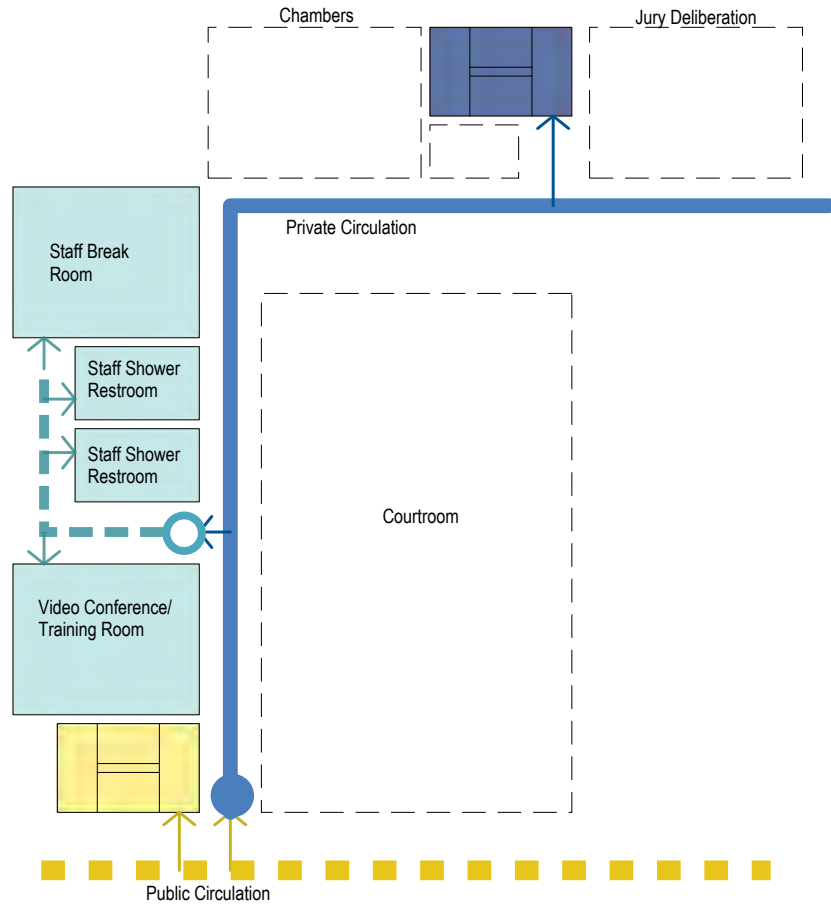 Chambers
Jury Deliberation
Private Circulation
Staff Break
Room
Staff Shower
Restroom
Staff Shower
Restroom
Courtroom
Video Conference/
Training Room
Public Circulation